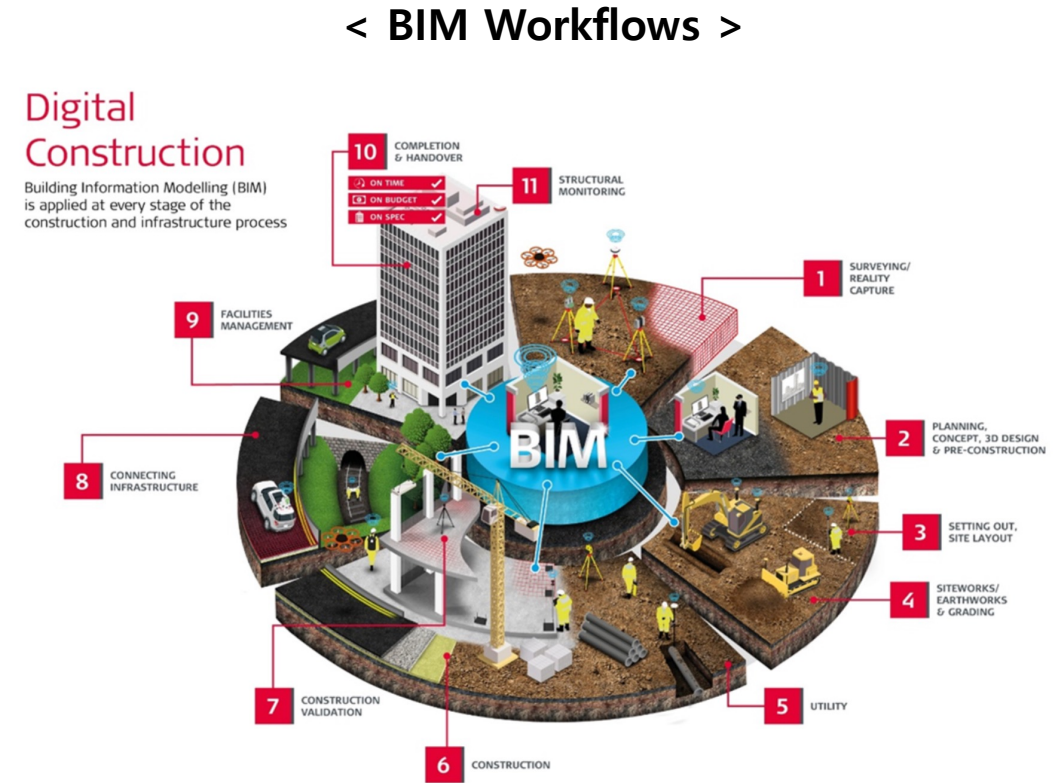 < BIM Workflows >
Digital
Construction
Building Information Modelling (BIM)
is applied at every stage of the
construction and infrastructure process
10
COMPLETION
& HANDOVER
ON TIME
ON BUDGET
ON SPEC
11
STRUCTURAL
MONITORING
1
SURVEYING/
REALITY
CAPTURE
9
FACILITIES
MANAGEMENT
BIM
2
PLANNING,
CONCEPT, 3D DESIGN
& PRE-CONSTRUCTION
8
CONNECTING
INFRASTRUCTURE
3
SETTING OUT,
SITE LAYOUT
4
SITEWORKS/
EARTHWORKS
& GRADING
7
CONSTRUCTION
VALIDATION
5
UTILITY
6
CONSTRUCTION